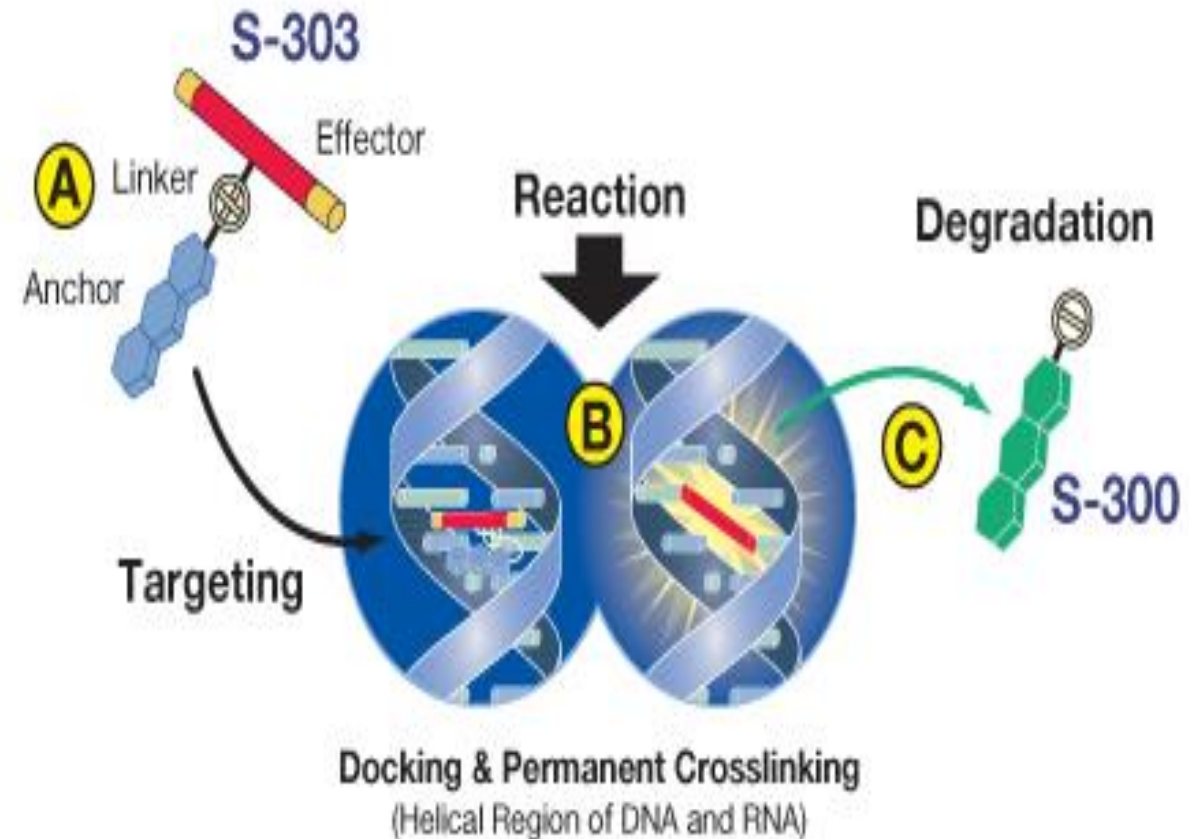 S-303
Effector
A
Linker
Anchor
Reaction
Degradation
B
C
S-300
Targeting
Docking & Permanent Crosslinking
(Helical Region of DNA and RNA)